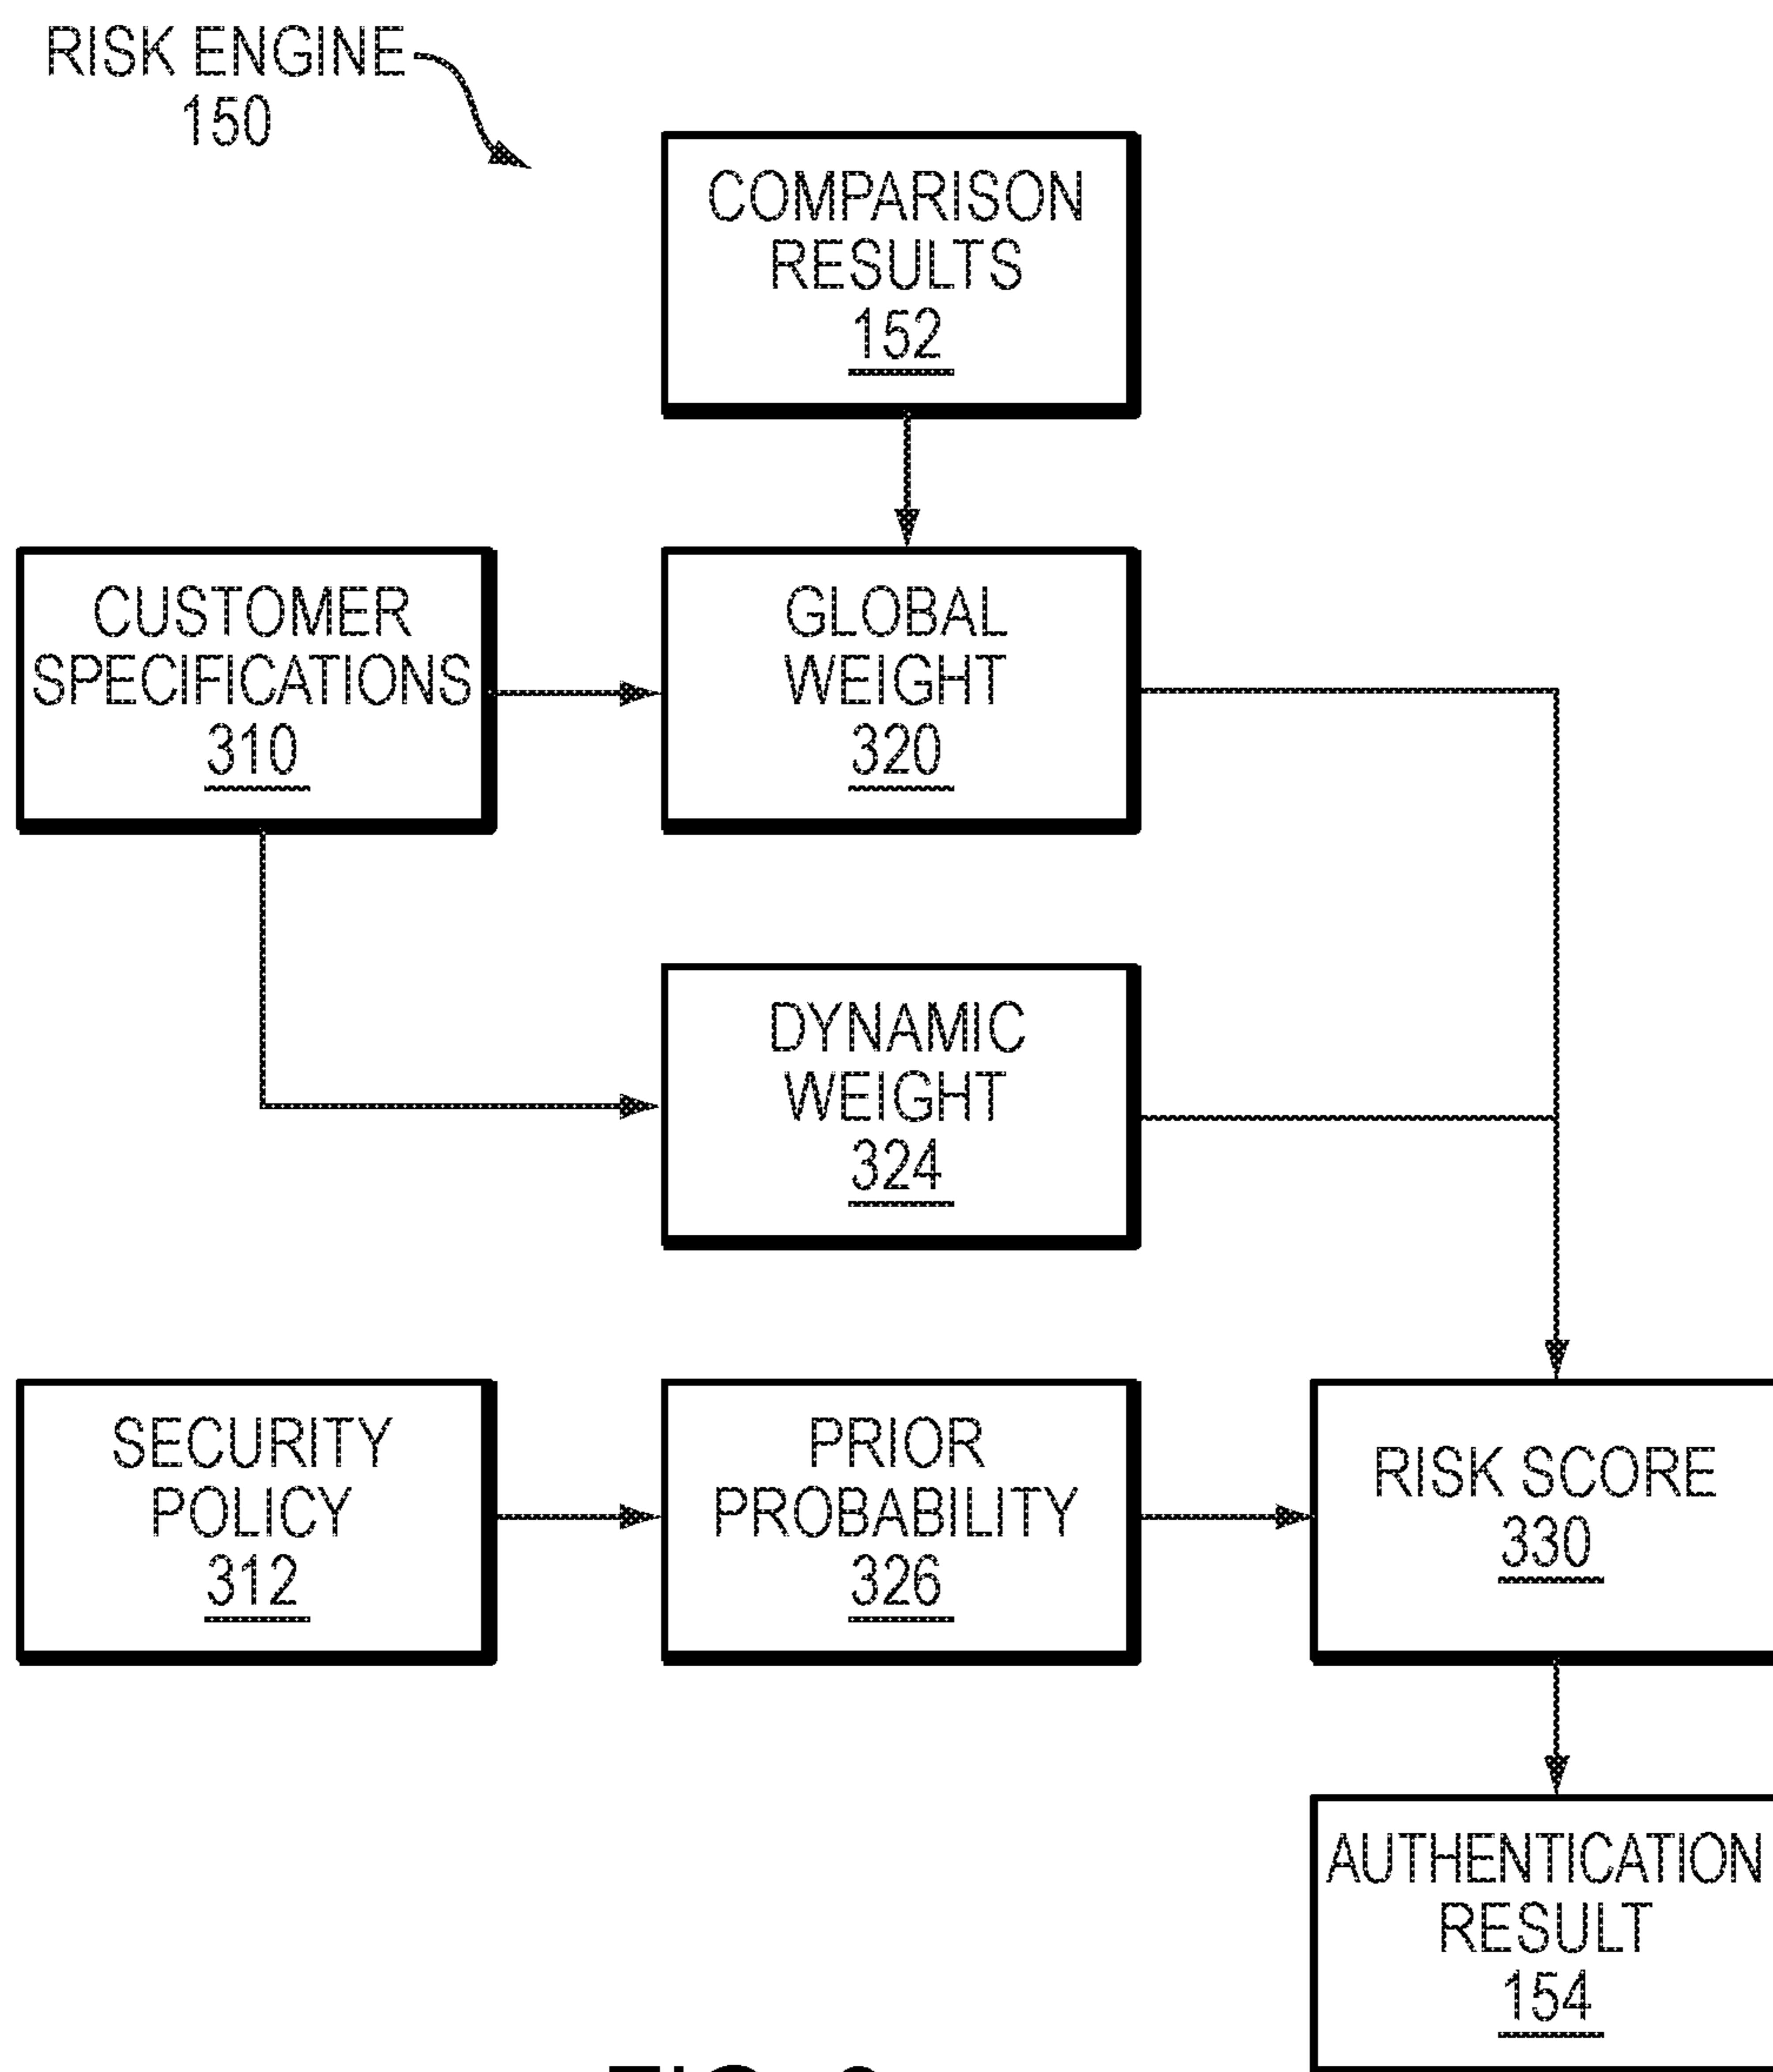 RISK ENGINE
150
COMPARISON
RESULTS
152
CUSTOMER
SPECIFICATIONS
310
GLOBAL
WEIGHT
320
DYNAMIC
WEIGHT
324
SECURITY
POLICY
312
PRIOR
PROBABILITY
326
RISK SCORE
330
AUTHENTICATION
RESULT
154